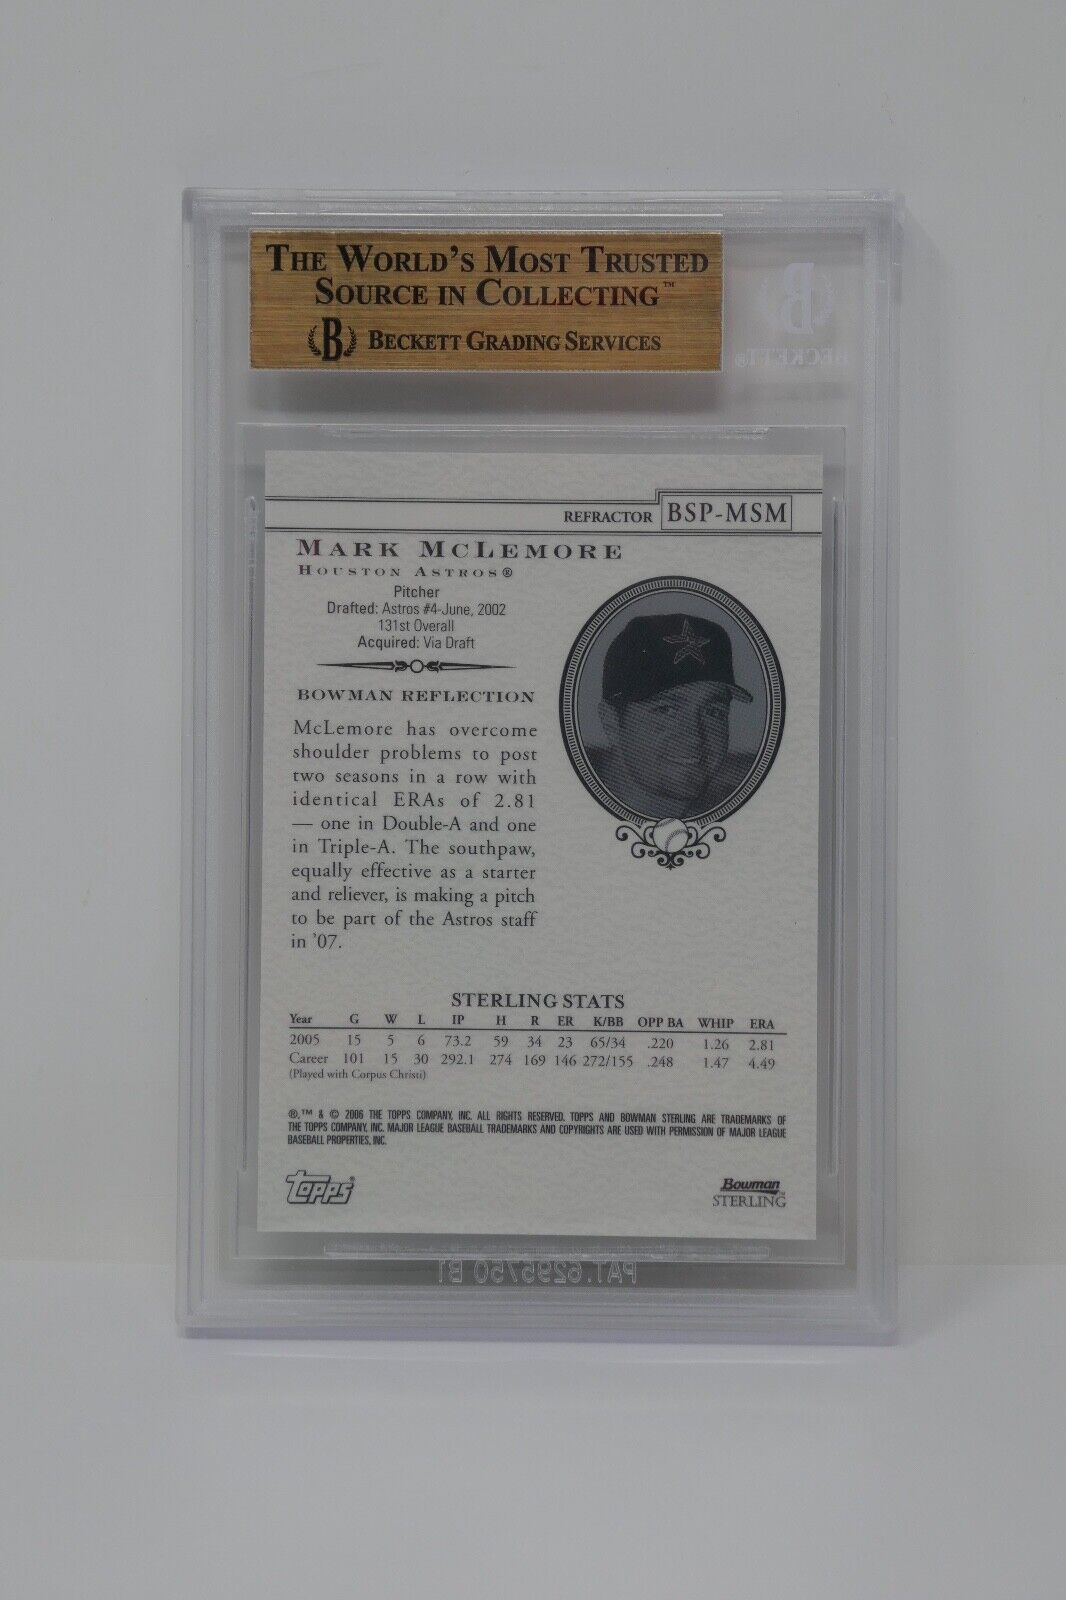 THE WORLD'S MOST TRUSTED
SOURCE IN COLLECTING™
B BECKETT GRADING SERVICES
B
BECKETT®
REFRACTOR BSP-MSM
MARK MCLEMORE
HOUSTON ASTROS®
Pitcher
Drafted: Astros #4-June, 2002
131st Overall
Acquired: Via Draft
BOWMAN REFLECTION
McLemore has overcome
shoulder problems to post
two seasons in a row with
identical ERAs of 2.81
— one in Double-A and one
in Triple-A. The southpaw,
equally effective as a starter
and reliever, is making a pitch
to be part of the Astros staff
in '07.
STERLING STATS
Year G W L IP H R ER K/BB OPP BA WHIP ERA
2005 15 5 6 73.2 59 34 23 65/34 .220 1.26 2.81
Career 101 15 30 292.1 274 169 146 272/155 .248 1.47 4.49
(Played with Corpus Christi)
®,™ & © 2006 THE TOPPS COMPANY, INC. ALL RIGHTS RESERVED. TOPPS AND BOWMAN STERLING ARE TRADEMARKS OF
THE TOPPS COMPANY, INC. MAJOR LEAGUE BASEBALL TRADEMARKS AND COPYRIGHTS ARE USED WITH PERMISSION OF MAJOR LEAGUE
BASEBALL PROPERTIES, INC.
Topps®
Bowman
STERLING™
PAT.6295750 B1